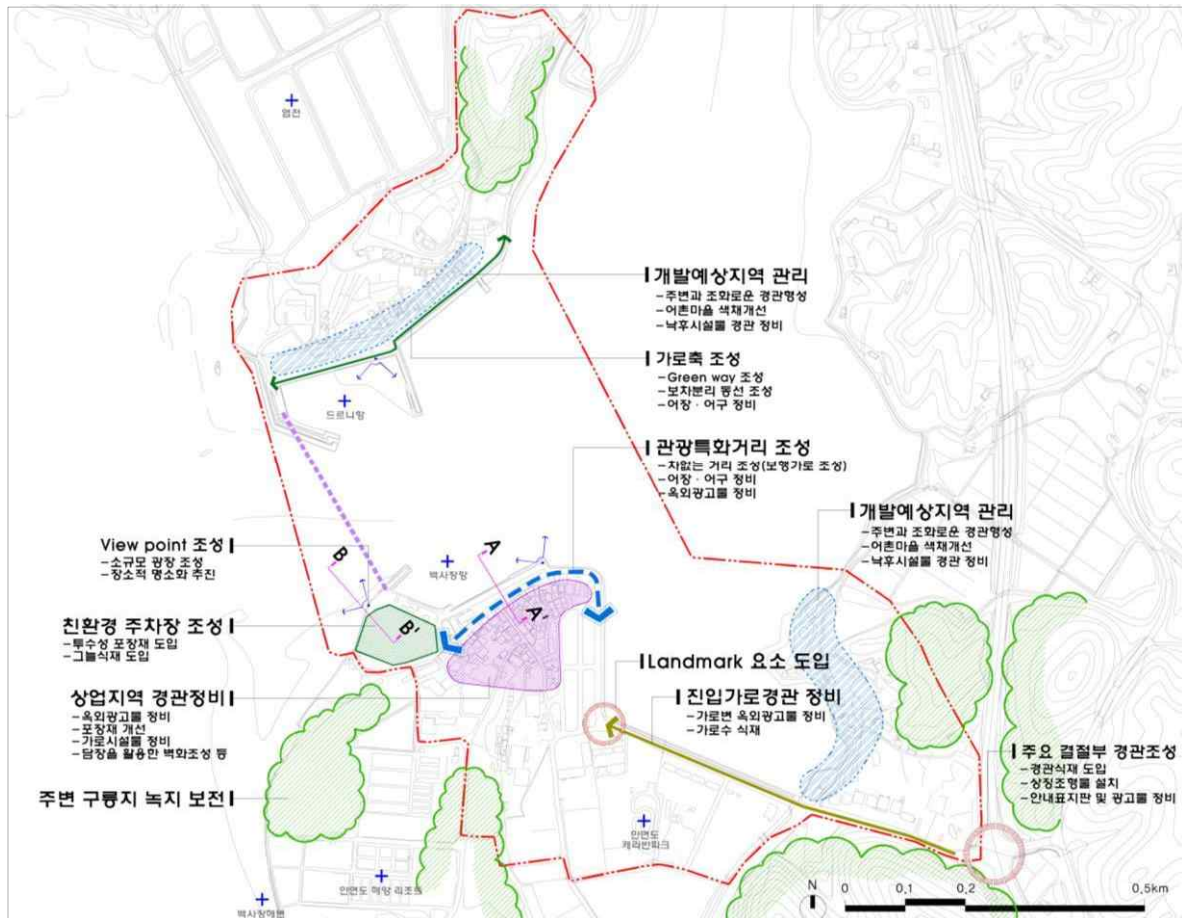 염전
개발예상지역 관리
-주변과 조화로운 경관형성
-어촌마을 색채개선
-낙후시설물 경관 정비
가로축 조성
-Green way 조성
-보차분리 동선 조성
-어장·어구 정비
드르니항
관광특화거리 조성
-차없는 거리 조성(보행가로 조성)
-어장·어구 정비
-옥외광고물 정비
개발예상지역 관리
-주변과 조화로운 경관형성
-어촌마을 색채개선
-낙후시설물 경관 정비
View point 조성
-소규모 광장 조성
-장소적 명소화 추진
B
A
백사장항
A'
B'
친환경 주차장 조성
-투수성 포장재 도입
-그늘식재 도입
Landmark 요소 도입
상업지역 경관정비
-옥외광고물 정비
-포장재 개선
-가로시설물 정비
-담장을 활용한 벽화조성 등
진입가로경관 정비
-가로변 옥외광고물 정비
-가로수 식재
주요 결절부 경관조성
-경관식재 도입
-상징조형물 설치
-안내표지판 및 광고물 정비
주변 구릉지 녹지 보전
안면도
캐라반파크
안면도 해양 리조트
백사장해변
N
0
0.1
0.2
0.5km